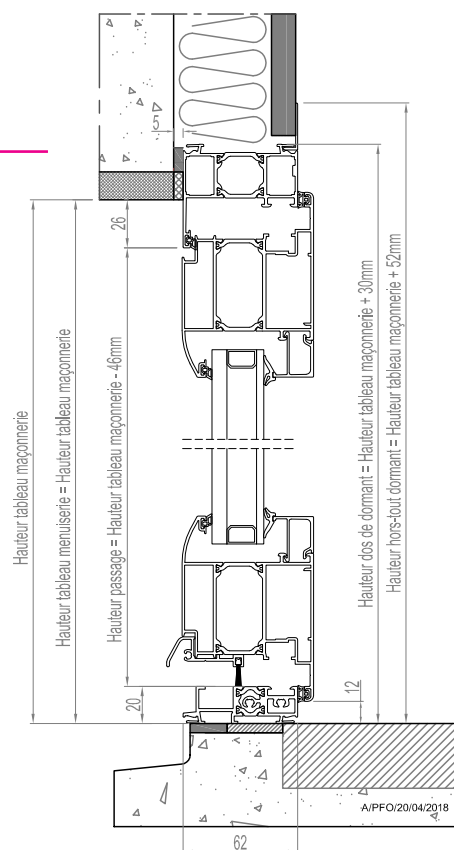 5
26
Hauteur tableau maçonnerie
Hauteur tableau menuiserie = Hauteur tableau maçonnerie
Hauteur passage = Hauteur tableau maçonnerie - 46mm
Hauteur dos de dormant = Hauteur tableau maçonnerie + 30mm
Hauteur hors-tout dormant = Hauteur tableau maçonnerie + 52mm
20
12
A/PFO/20/04/2018
62